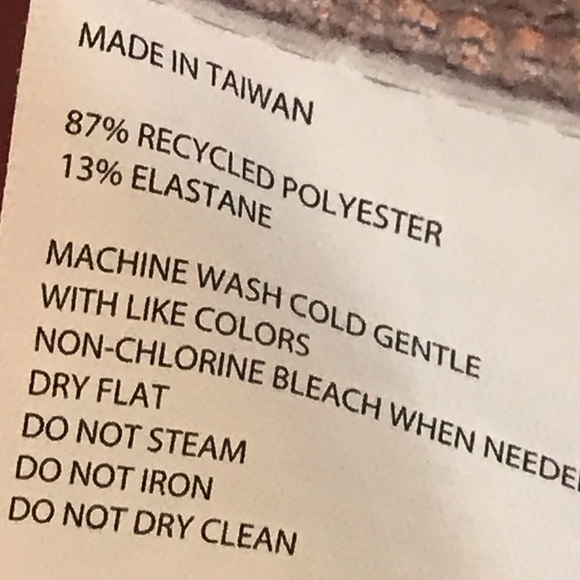 MADE IN TAIWAN
87% RECYCLED POLYESTER
13% ELASTANE
MACHINE WASH COLD GENTLE
WITH LIKE COLORS
NON-CHLORINE BLEACH WHEN NEEDED
DRY FLAT
DO NOT STEAM
DO NOT IRON
DO NOT DRY CLEAN